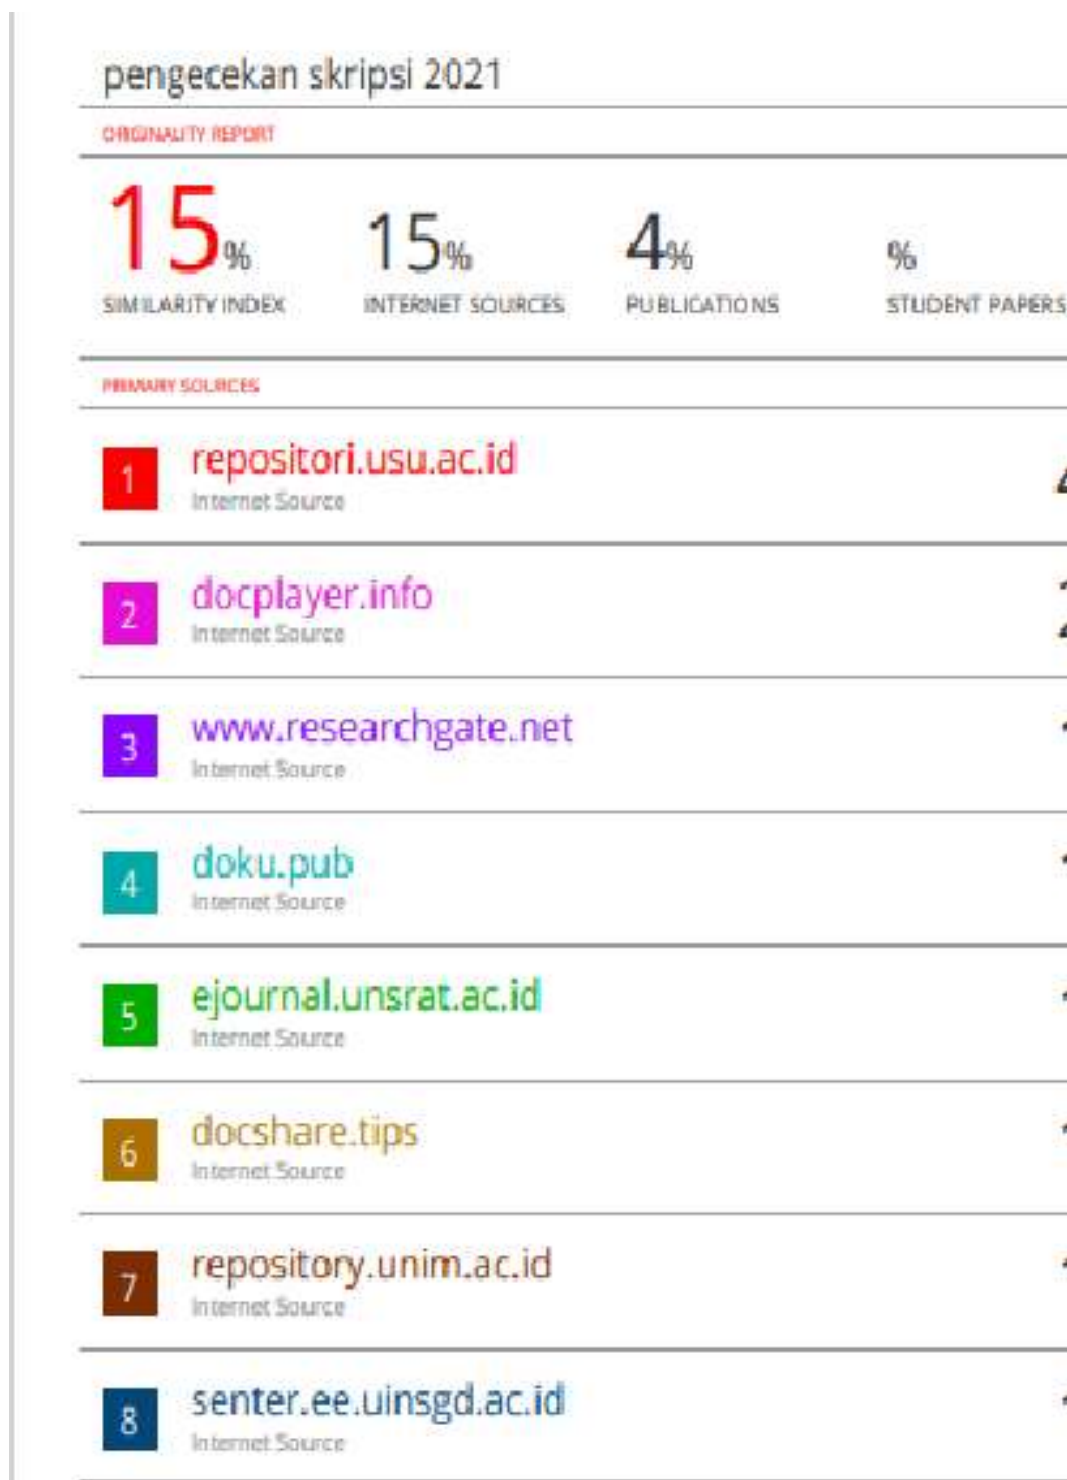 pengecekan skripsi 2021
ORIGINALITY REPORT
15% 15% 4% %
SIMILARITY INDEX INTERNET SOURCES PUBLICATIONS STUDENT PAPERS
PRIMARY SOURCES
1 repositori.usu.ac.id
Internet Source
2 docplayer.info
Internet Source
3 www.researchgate.net
Internet Source
4 doku.pub
Internet Source
5 ejournal.unsrat.ac.id
Internet Source
6 docshare.tips
Internet Source
7 repository.unim.ac.id
Internet Source
8 senter.ee.uinsgd.ac.id
Internet Source